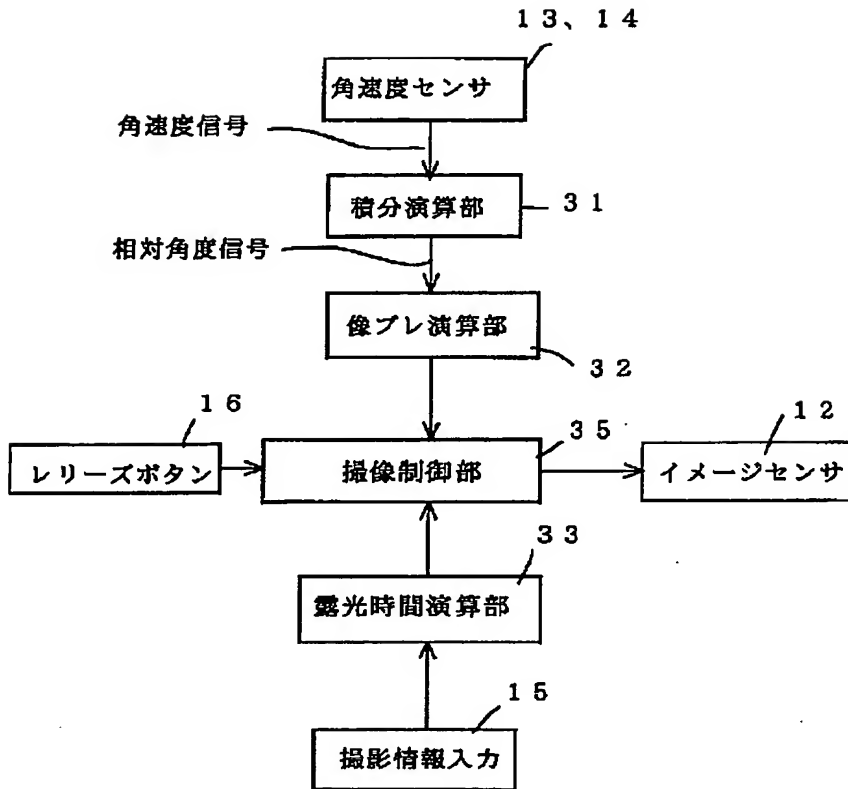 １３、１４
角速度センサ
角速度信号
積分演算部
３１
相対角度信号
像ブレ演算部
３２
１６
３５
１２
レリーズボタン
撮像制御部
イメージセンサ
３３
露光時間演算部
１５
撮影情報入力